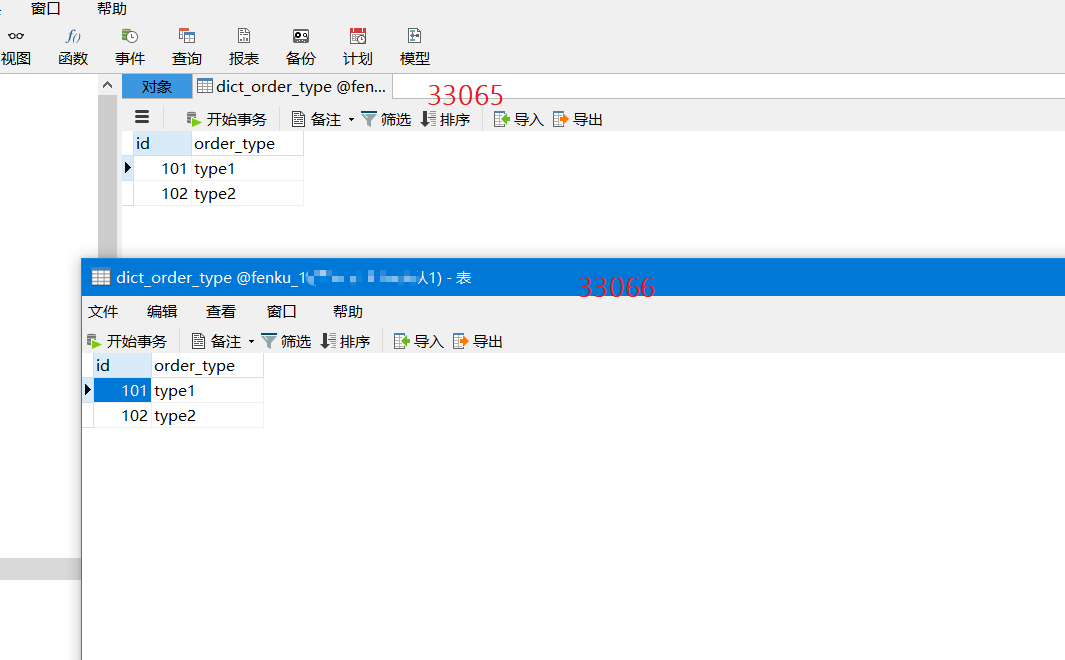 窗口 帮助
视图 函数 事件 查询 报表 备份 计划 模型
对象 dict_order_type @fen...
33065
开始事务 备注 筛选 排序 导入 导出
id order_type
101 type1
102 type2
dict_order_type @fenku_1 1) - 表
33066
文件 编辑 查看 窗口 帮助
开始事务 备注 筛选 排序 导入 导出
id order_type
101 type1
102 type2